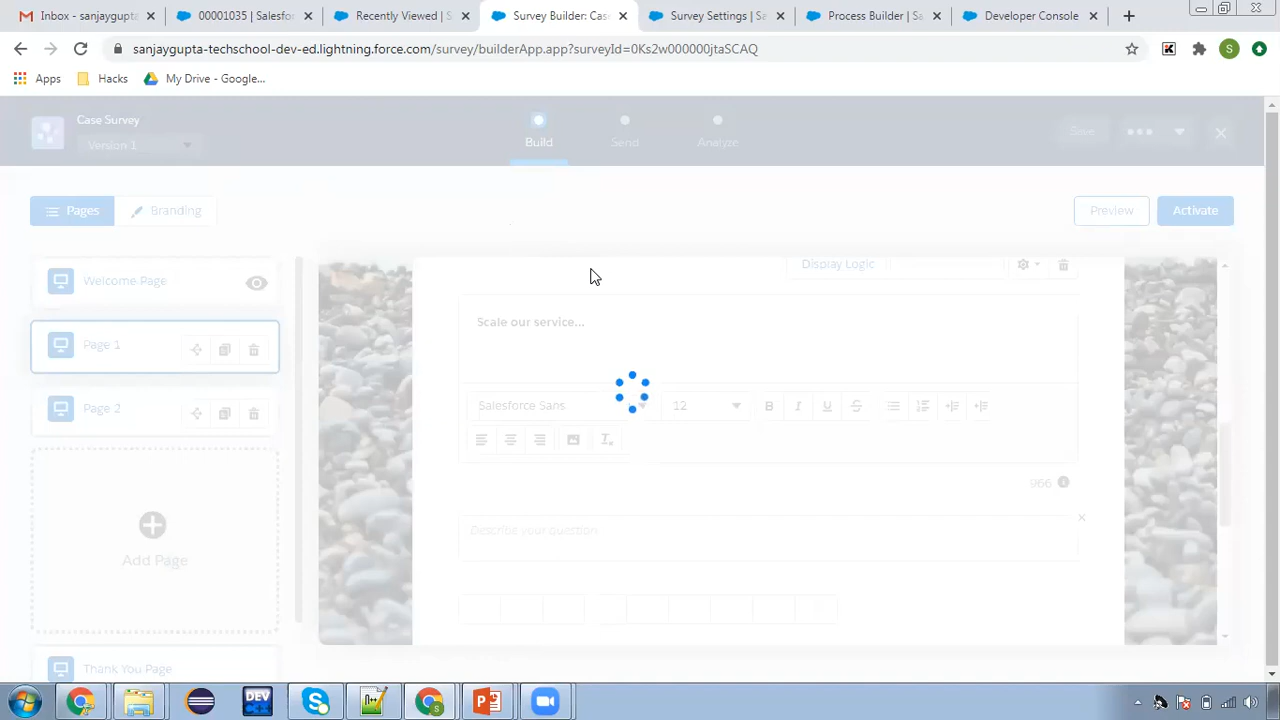 Inbox - sanjaygupta
00001035 | Salesfo
Recently Viewed | S
Survey Builder: Cas
Survey Settings | Sa
Process Builder | Sa
Developer Console
sanjaygupta-techschool-dev-ed.lightning.force.com/survey/builderApp.app?surveyId=0Ks2w000000jtaSCAQ
S
Apps
Hacks
My Drive - Google...
Case Survey
Version 1
Build
Send
Analyze
Save
Pages
Branding
Preview
Activate
Welcome Page
Page 1
Page 2
Add Page
Thank You Page
Display Logic
Scale our service...
Salesforce Sans
12
B
I
U
S
966
Describe your question
DEV
C++